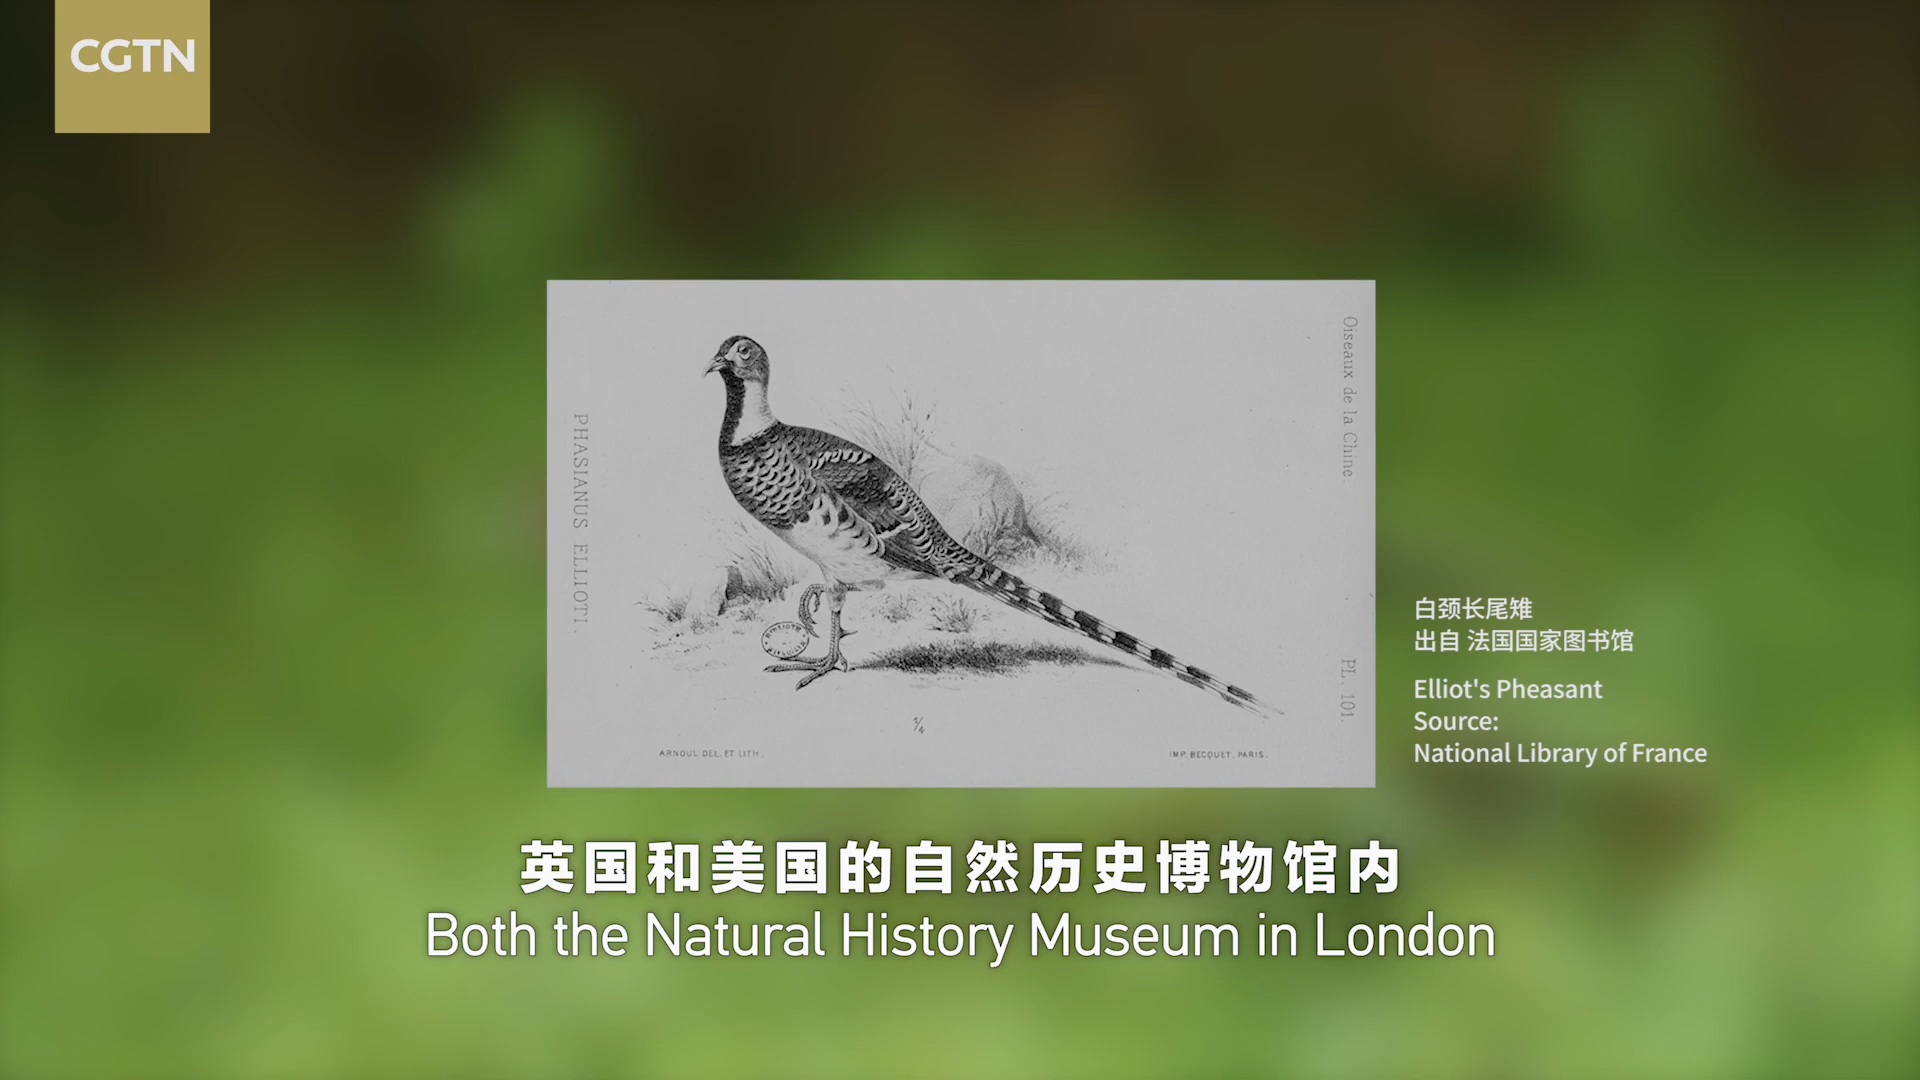 CGTN
Oiseaux de la Chine
PHASIANUS ELLIOTI.
PL. 101.
1/4
ARNOUL DEL. ET LITH.
IMP. BECQUET, PARIS.
白颈长尾雉
出自 法国国家图书馆
Elliot's Pheasant
Source:
National Library of France
英国和美国的自然历史博物馆内
Both the Natural History Museum in London